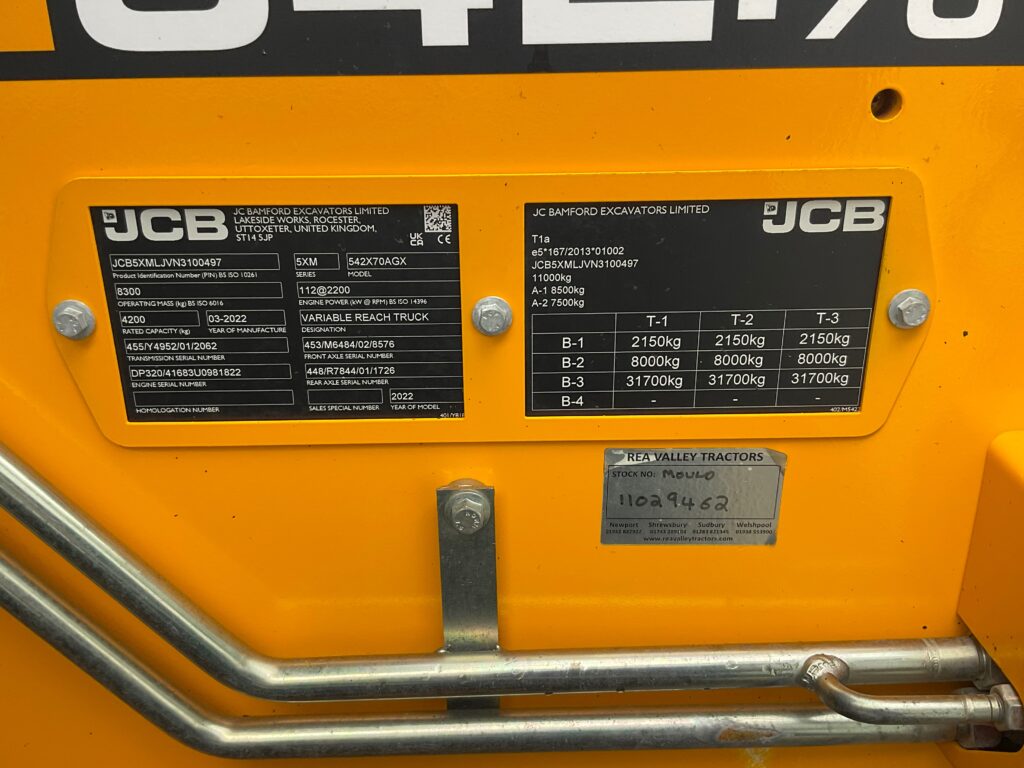 JCB
JC BAMFORD EXCAVATORS LIMITED
LAKESIDE WORKS, ROCESTER,
UTTOXETER, UNITED KINGDOM,
ST14 5JP
UK
CA
CE
JCB5XMLJVN3100497
Product Identification Number (PIN) BS ISO 10261
5XM
SERIES
542X70AGX
MODEL
8300
OPERATING MASS (kg) BS ISO 6016
112@2200
ENGINE POWER (kW @ RPM) BS ISO 14396
4200
RATED CAPACITY (kg)
03-2022
YEAR OF MANUFACTURE
VARIABLE REACH TRUCK
DESIGNATION
455/Y4952/01/2062
TRANSMISSION SERIAL NUMBER
453/M6484/02/8576
FRONT AXLE SERIAL NUMBER
DP320/41683U0981822
ENGINE SERIAL NUMBER
448/R7844/01/1726
REAR AXLE SERIAL NUMBER
HOMOLOGATION NUMBER
SALES SPECIAL NUMBER
2022
YEAR OF MODEL
JC BAMFORD EXCAVATORS LIMITED
JCB
T1a
e5*167/2013*01002
JCB5XMLJVN3100497
11000kg
A-1 8500kg
A-2 7500kg
T-1 T-2 T-3
B-1 2150kg 2150kg 2150kg
B-2 8000kg 8000kg 8000kg
B-3 31700kg 31700kg 31700kg
B-4 - - -
REA VALLEY TRACTORS
STOCK NO: MOULD
11029462
Newport Shrewsbury Sudbury Welshpool
www.reavalleytractors.com